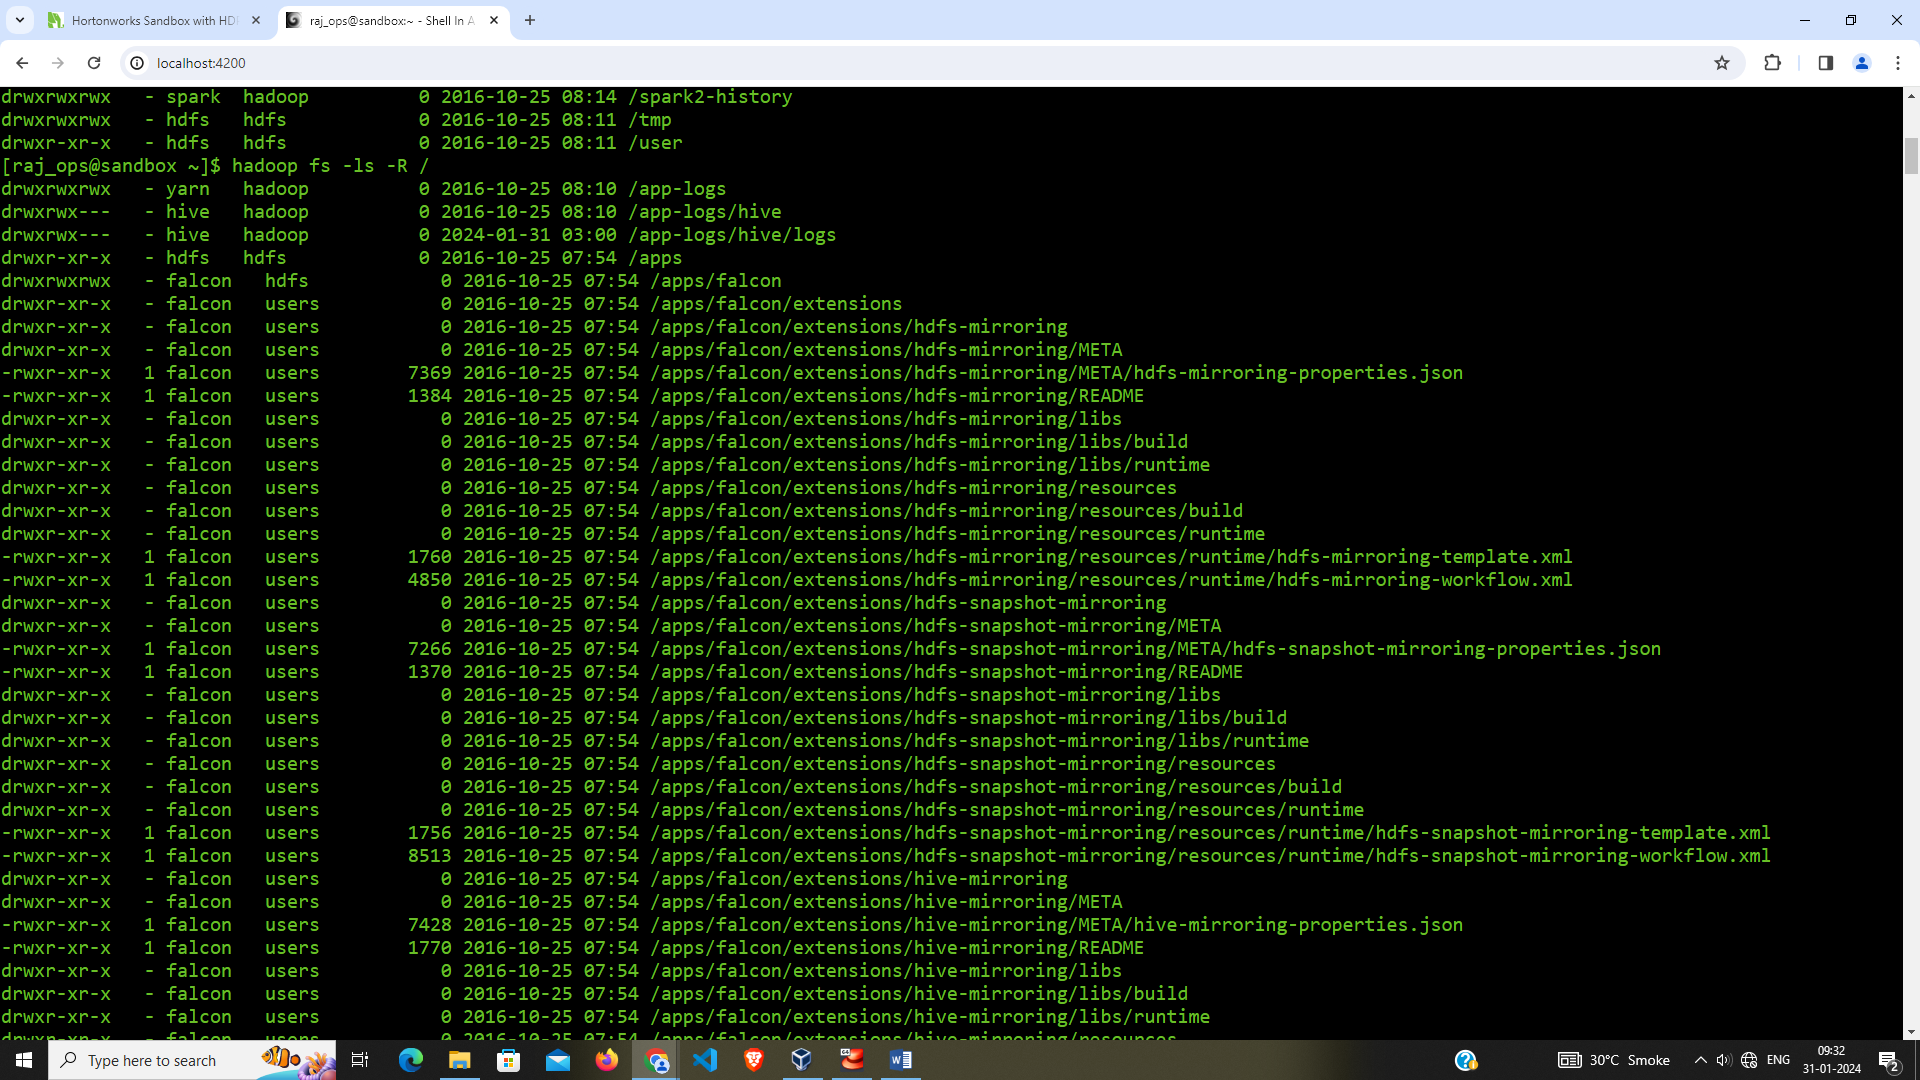 Hortonworks Sandbox with HD
raj_ops@sandbox:~ - Shell In A
localhost:4200
drwxrwxrwx   - spark  hadoop          0 2016-10-25 08:14 /spark2-history
drwxrwxrwx   - hdfs   hdfs            0 2016-10-25 08:11 /tmp
drwxr-xr-x   - hdfs   hdfs            0 2016-10-25 08:11 /user
[raj_ops@sandbox ~]$ hadoop fs -ls -R /
drwxrwxrwx   - yarn   hadoop          0 2016-10-25 08:10 /app-logs
drwxrwx---   - hive   hadoop          0 2016-10-25 08:10 /app-logs/hive
drwxrwx---   - hive   hadoop          0 2024-01-31 03:00 /app-logs/hive/logs
drwxr-xr-x   - hdfs   hdfs            0 2016-10-25 07:54 /apps
drwxrwxrwx   - falcon   hdfs            0 2016-10-25 07:54 /apps/falcon
drwxr-xr-x   - falcon   users           0 2016-10-25 07:54 /apps/falcon/extensions
drwxr-xr-x   - falcon   users           0 2016-10-25 07:54 /apps/falcon/extensions/hdfs-mirroring
drwxr-xr-x   - falcon   users           0 2016-10-25 07:54 /apps/falcon/extensions/hdfs-mirroring/META
-rwxr-xr-x   1 falcon   users        7369 2016-10-25 07:54 /apps/falcon/extensions/hdfs-mirroring/META/hdfs-mirroring-properties.json
-rwxr-xr-x   1 falcon   users        1384 2016-10-25 07:54 /apps/falcon/extensions/hdfs-mirroring/README
drwxr-xr-x   - falcon   users           0 2016-10-25 07:54 /apps/falcon/extensions/hdfs-mirroring/libs
drwxr-xr-x   - falcon   users           0 2016-10-25 07:54 /apps/falcon/extensions/hdfs-mirroring/libs/build
drwxr-xr-x   - falcon   users           0 2016-10-25 07:54 /apps/falcon/extensions/hdfs-mirroring/libs/runtime
drwxr-xr-x   - falcon   users           0 2016-10-25 07:54 /apps/falcon/extensions/hdfs-mirroring/resources
drwxr-xr-x   - falcon   users           0 2016-10-25 07:54 /apps/falcon/extensions/hdfs-mirroring/resources/build
drwxr-xr-x   - falcon   users           0 2016-10-25 07:54 /apps/falcon/extensions/hdfs-mirroring/resources/runtime
-rwxr-xr-x   1 falcon   users        1760 2016-10-25 07:54 /apps/falcon/extensions/hdfs-mirroring/resources/runtime/hdfs-mirroring-template.xml
-rwxr-xr-x   1 falcon   users        4850 2016-10-25 07:54 /apps/falcon/extensions/hdfs-mirroring/resources/runtime/hdfs-mirroring-workflow.xml
drwxr-xr-x   - falcon   users           0 2016-10-25 07:54 /apps/falcon/extensions/hdfs-snapshot-mirroring
drwxr-xr-x   - falcon   users           0 2016-10-25 07:54 /apps/falcon/extensions/hdfs-snapshot-mirroring/META
-rwxr-xr-x   1 falcon   users        7266 2016-10-25 07:54 /apps/falcon/extensions/hdfs-snapshot-mirroring/META/hdfs-snapshot-mirroring-properties.json
-rwxr-xr-x   1 falcon   users        1370 2016-10-25 07:54 /apps/falcon/extensions/hdfs-snapshot-mirroring/README
drwxr-xr-x   - falcon   users           0 2016-10-25 07:54 /apps/falcon/extensions/hdfs-snapshot-mirroring/libs
drwxr-xr-x   - falcon   users           0 2016-10-25 07:54 /apps/falcon/extensions/hdfs-snapshot-mirroring/libs/build
drwxr-xr-x   - falcon   users           0 2016-10-25 07:54 /apps/falcon/extensions/hdfs-snapshot-mirroring/libs/runtime
drwxr-xr-x   - falcon   users           0 2016-10-25 07:54 /apps/falcon/extensions/hdfs-snapshot-mirroring/resources
drwxr-xr-x   - falcon   users           0 2016-10-25 07:54 /apps/falcon/extensions/hdfs-snapshot-mirroring/resources/build
drwxr-xr-x   - falcon   users           0 2016-10-25 07:54 /apps/falcon/extensions/hdfs-snapshot-mirroring/resources/runtime
-rwxr-xr-x   1 falcon   users        1756 2016-10-25 07:54 /apps/falcon/extensions/hdfs-snapshot-mirroring/resources/runtime/hdfs-snapshot-mirroring-template.xml
-rwxr-xr-x   1 falcon   users        8513 2016-10-25 07:54 /apps/falcon/extensions/hdfs-snapshot-mirroring/resources/runtime/hdfs-snapshot-mirroring-workflow.xml
drwxr-xr-x   - falcon   users           0 2016-10-25 07:54 /apps/falcon/extensions/hive-mirroring
drwxr-xr-x   - falcon   users           0 2016-10-25 07:54 /apps/falcon/extensions/hive-mirroring/META
-rwxr-xr-x   1 falcon   users        7428 2016-10-25 07:54 /apps/falcon/extensions/hive-mirroring/META/hive-mirroring-properties.json
-rwxr-xr-x   1 falcon   users        1770 2016-10-25 07:54 /apps/falcon/extensions/hive-mirroring/README
drwxr-xr-x   - falcon   users           0 2016-10-25 07:54 /apps/falcon/extensions/hive-mirroring/libs
drwxr-xr-x   - falcon   users           0 2016-10-25 07:54 /apps/falcon/extensions/hive-mirroring/libs/build
drwxr-xr-x   - falcon   users           0 2016-10-25 07:54 /apps/falcon/extensions/hive-mirroring/libs/runtime
Type here to search
30°C Smoke
ENG
09:32
31-01-2024
2